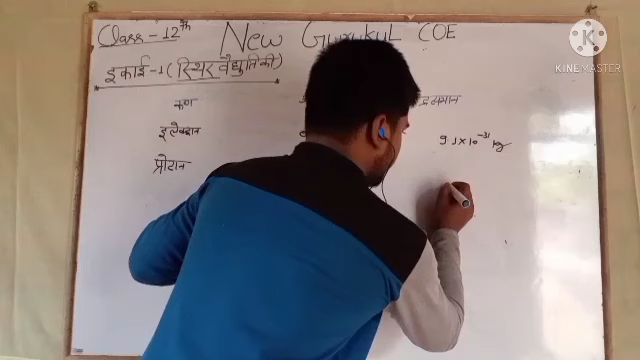 Class - 12th New Gurukul COE
इकाई-1 (स्थिर वैद्युतिकी)
कण द्रव्यमान
इलेक्ट्रान 9.1×10⁻³¹ kg
प्रोटान
KINEMASTER